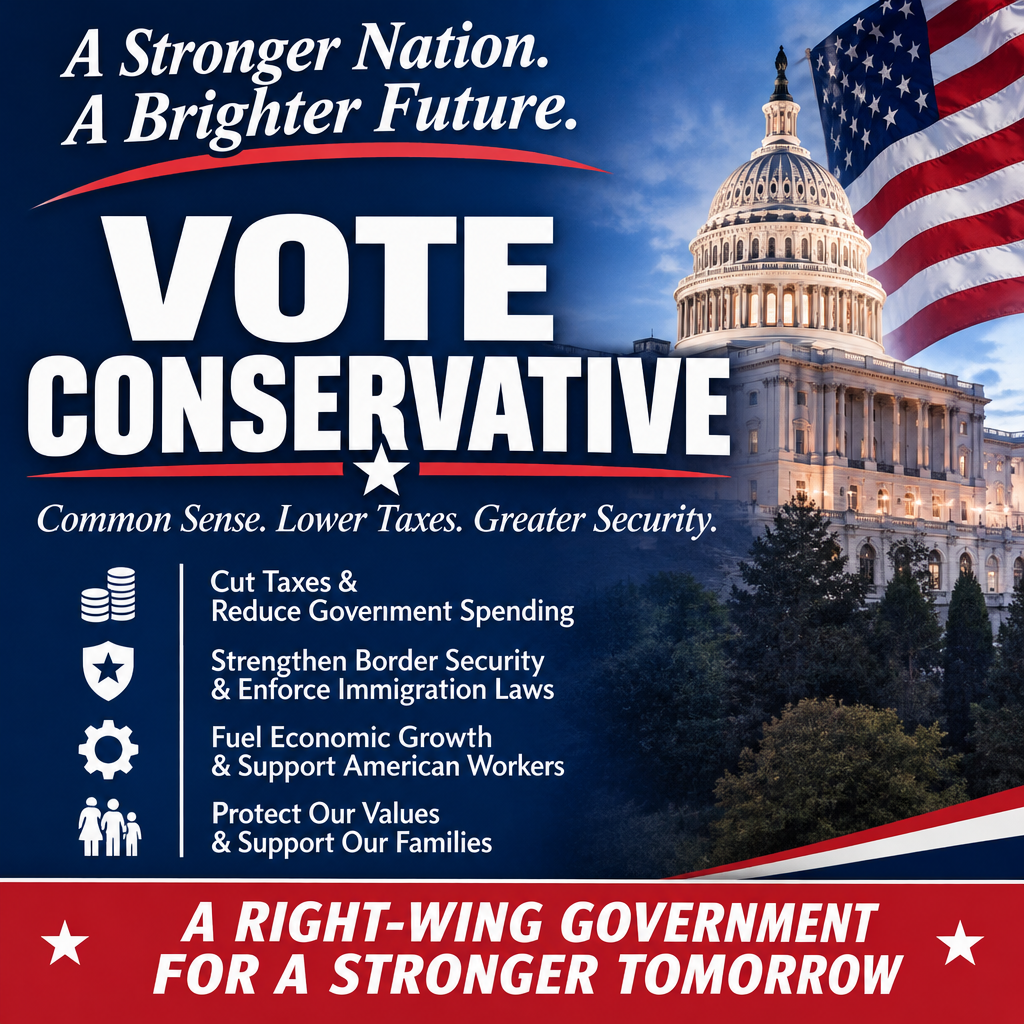 A Stronger Nation.
A Brighter Future.
VOTE
CONSERVATIVE
Common Sense. Lower Taxes. Greater Security.
Cut Taxes &
Reduce Government Spending
Strengthen Border Security
& Enforce Immigration Laws
Fuel Economic Growth
& Support American Workers
Protect Our Values
& Support Our Families
A RIGHT-WING GOVERNMENT
FOR A STRONGER TOMORROW